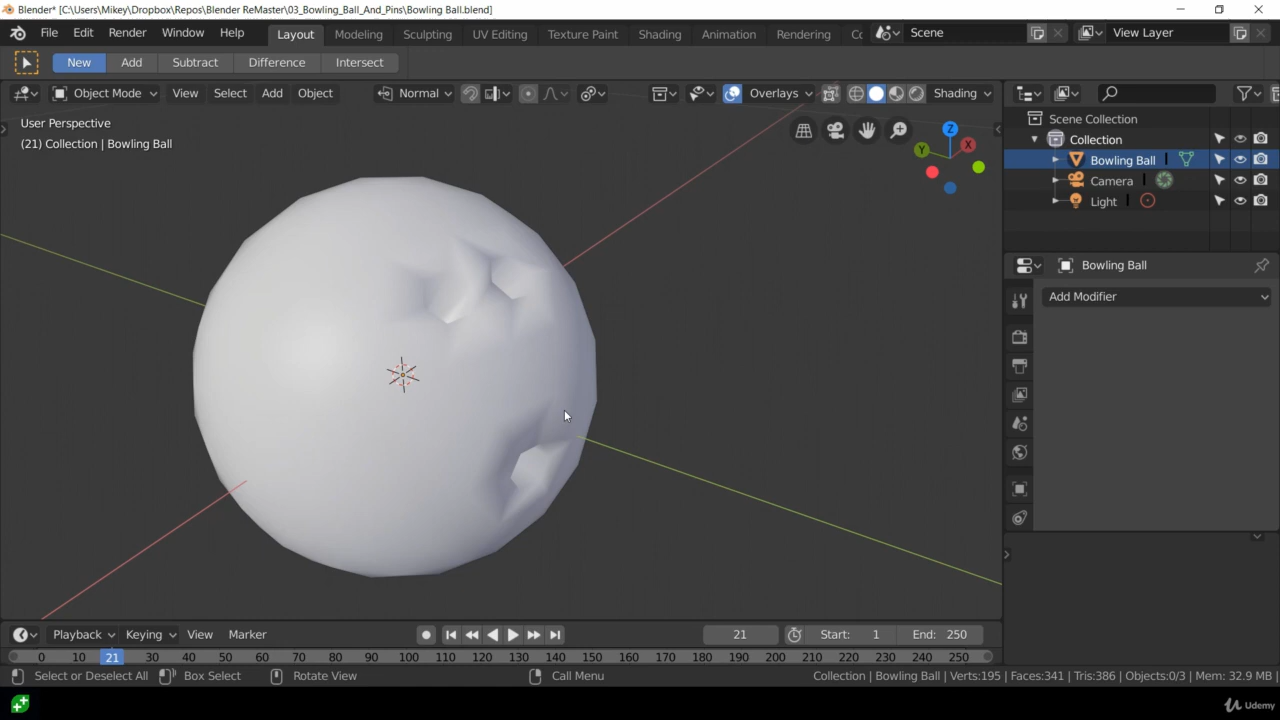 Blender* [C:\Users\Mikey\Dropbox\Repos\Blender ReMaster\03_Bowling_Ball_And_Pins\Bowling Ball.blend]
File Edit Render Window Help Layout Modeling Sculpting UV Editing Texture Paint Shading Animation Rendering Cc Scene View Layer
New Add Subtract Difference Intersect
Object Mode View Select Add Object Normal Overlays Shading
User Perspective
(21) Collection | Bowling Ball
Z
Y
X
Scene Collection
Collection
Bowling Ball
Camera
Light
Bowling Ball
Add Modifier
Playback Keying View Marker 21 Start: 1 End: 250
0 10 21 30 40 50 60 70 80 90 100 110 120 130 140 150 160 170 180 190 200 210 220 230 240 250
Select or Deselect All Box Select Rotate View Call Menu Collection | Bowling Ball | Verts:195 | Faces:341 | Tris:386 | Objects:0/3 | Mem: 32.9 MB |
Udemy